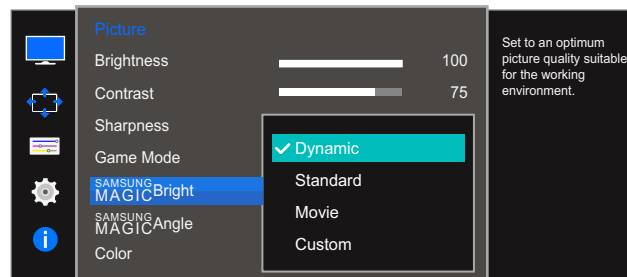 Picture
Brightness 100
Contrast 75
Sharpness
Game Mode
SAMSUNG
MAGICBright
SAMSUNG
MAGICAngle
Color
Dynamic
Standard
Movie
Custom
Set to an optimum
picture quality suitable
for the working
environment.
i